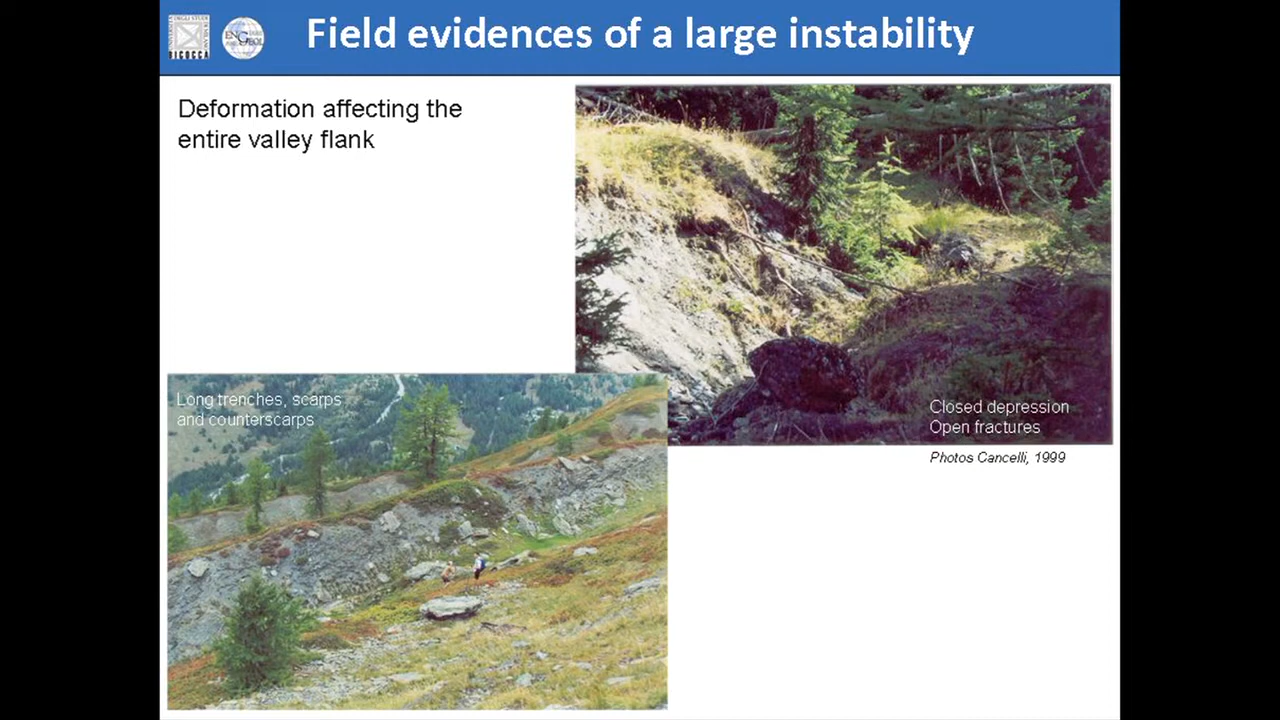 Field evidences of a large instability
Deformation affecting the
entire valley flank
Long trenches, scarps
and counterscarps
Closed depression
Open fractures
Photos Cancelli, 1999
BICOCCA